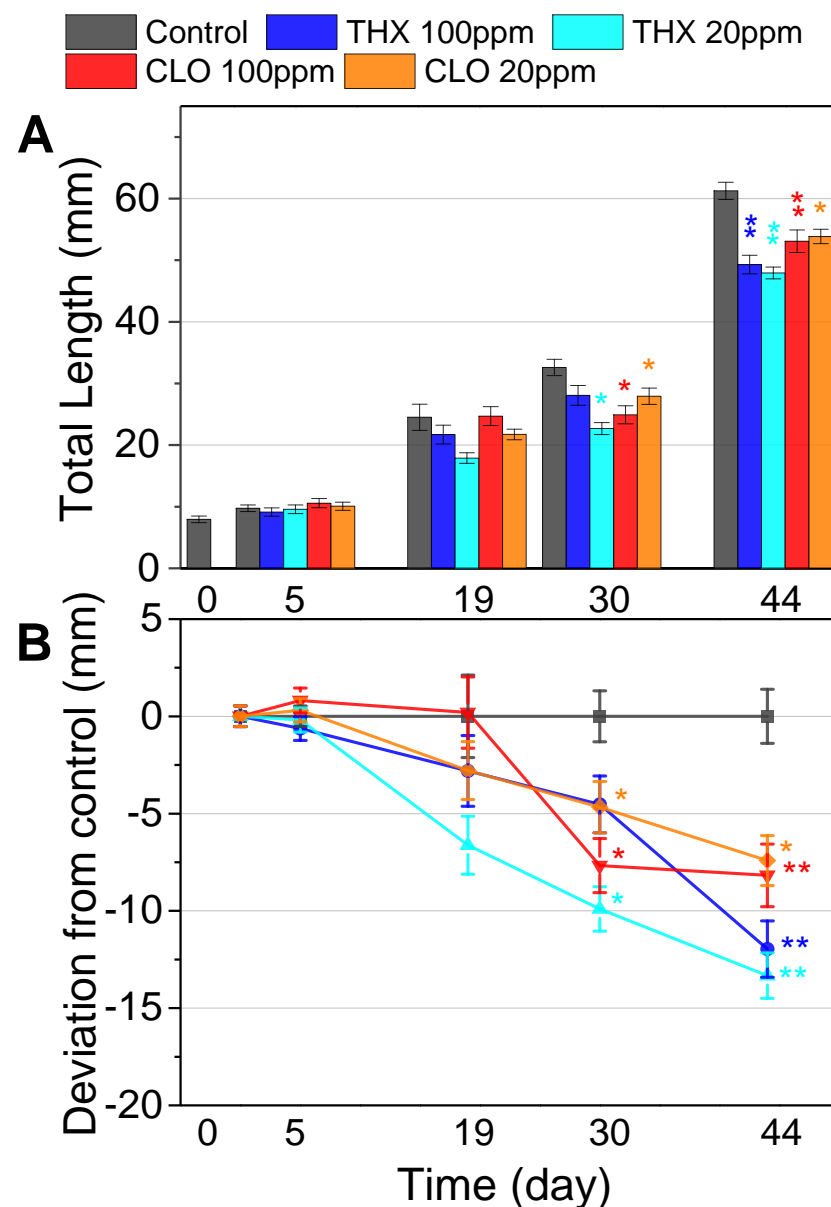 Control THX 100ppm THX 20ppm
CLO 100ppm CLO 20ppm
A
Total Length (mm)
60
40
20
0
* * * * * * *
* * *
0 5 19 30 44
B
Deviation from control (mm)
5
0
-5
-10
-15
-20
*
*
*
*
**
**
**
0 5 19 30 44
Time (day)